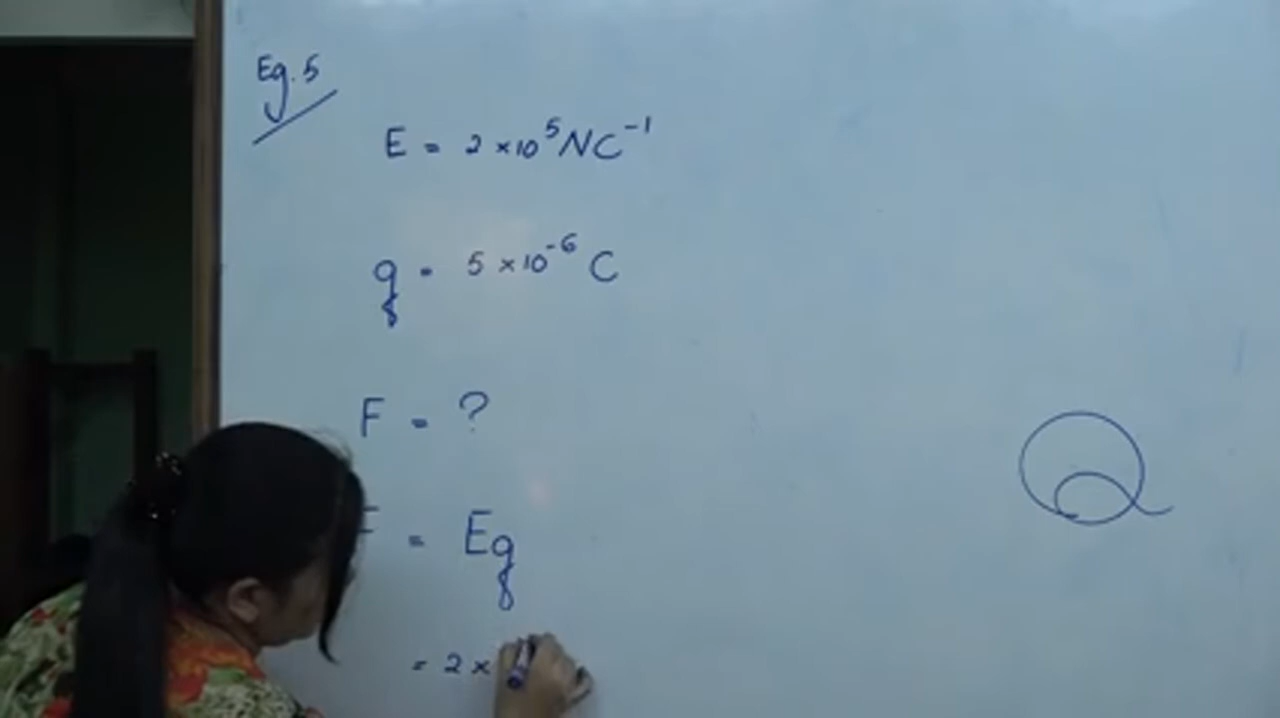 Eg. 5
E = 2 × 10⁵ NC⁻¹
q = 5 × 10⁻⁶ C
F = ?
F = Eq
= 2 ×
Q